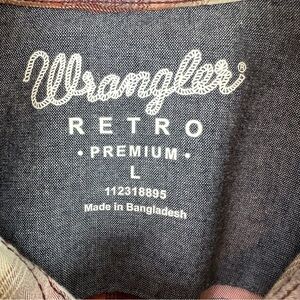 Wrangler®
RETRO
• PREMIUM •
L
112318895
Made in Bangladesh